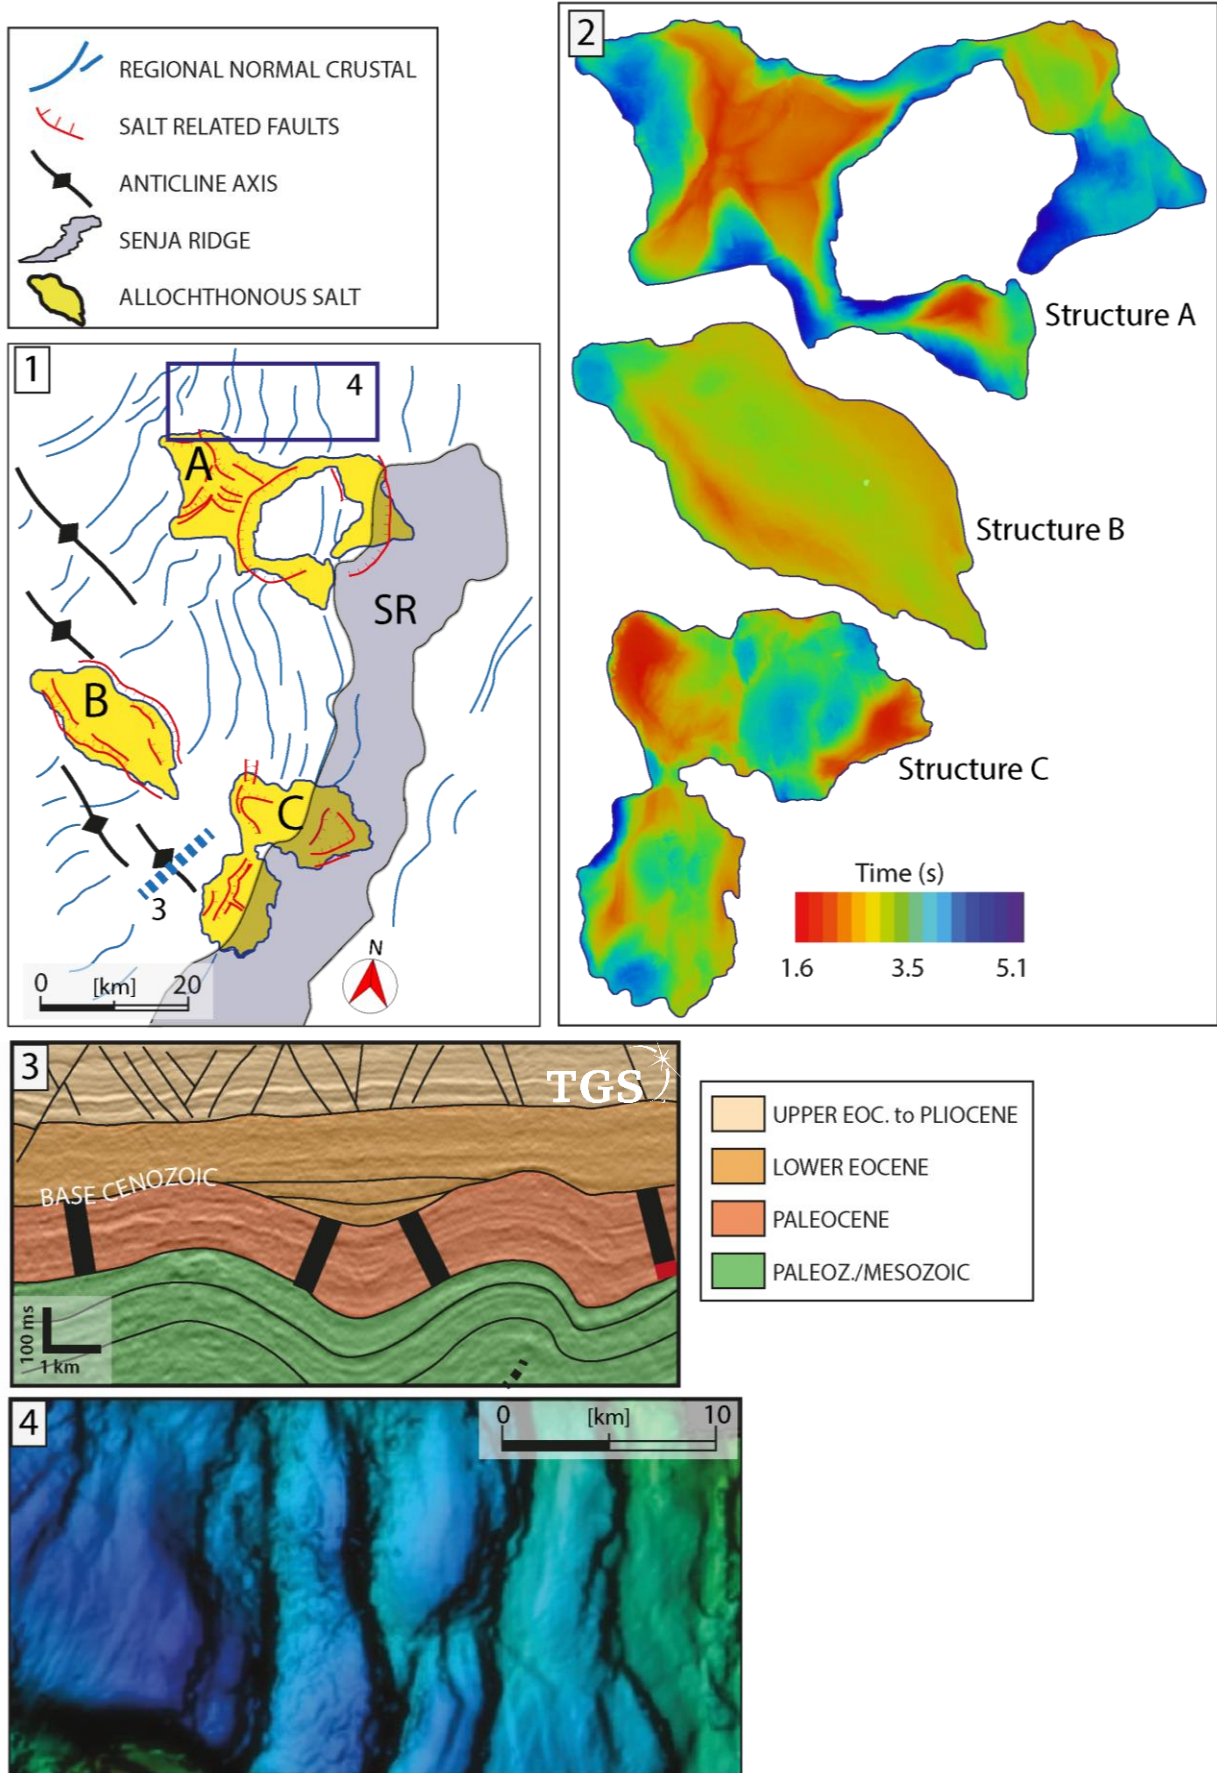 REGIONAL NORMAL CRUSTAL
SALT RELATED FAULTS
ANTICLINE AXIS
SENJA RIDGE
ALLOCHTHONOUS SALT
1
4
A
SR
B
C
3
N
0 [km] 20
2
Structure A
Structure B
Structure C
Time (s)
1.6 3.5 5.1
3
TGS
BASE CENOZOIC
100 ms
1 km
UPPER EOC. to PLIOCENE
LOWER EOCENE
PALEOCENE
PALEOZ./MESOZOIC
4
0 [km] 10